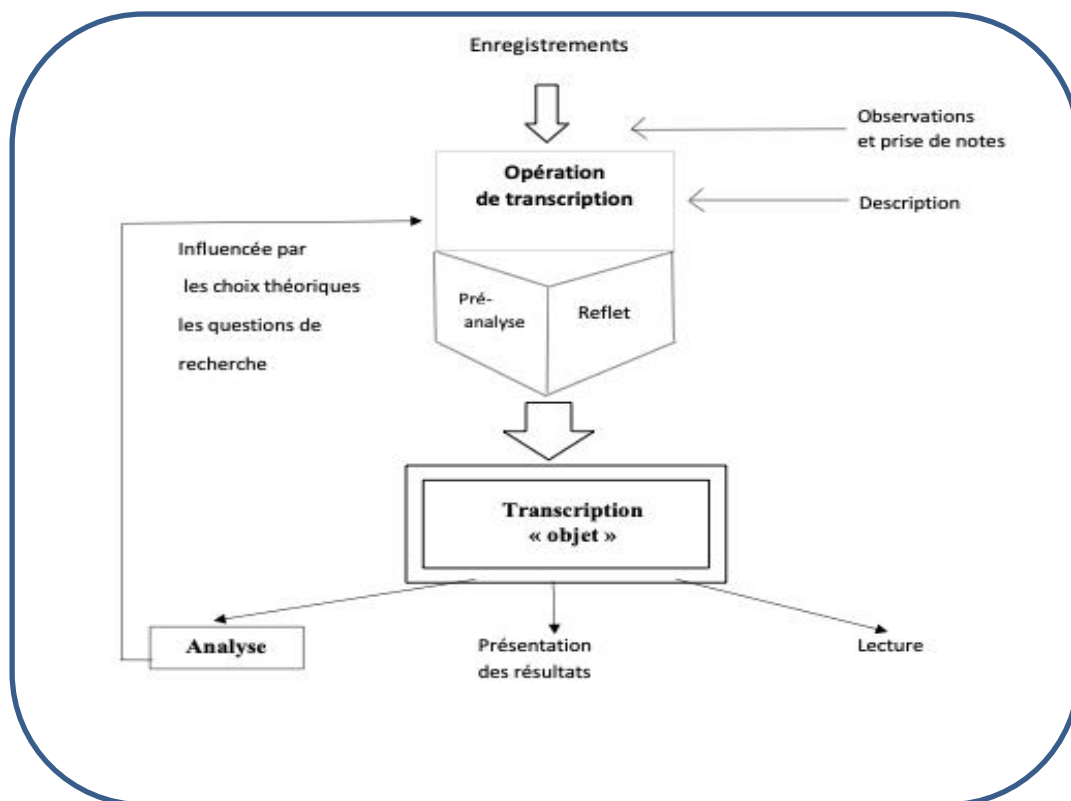 Enregistrements
Observations
et prise de notes
Opération
de transcription
Description
Influencée par
les choix théoriques
les questions de
recherche
Pré-
analyse
Reflet
Transcription
« objet »
Analyse
Présentation
des résultats
Lecture